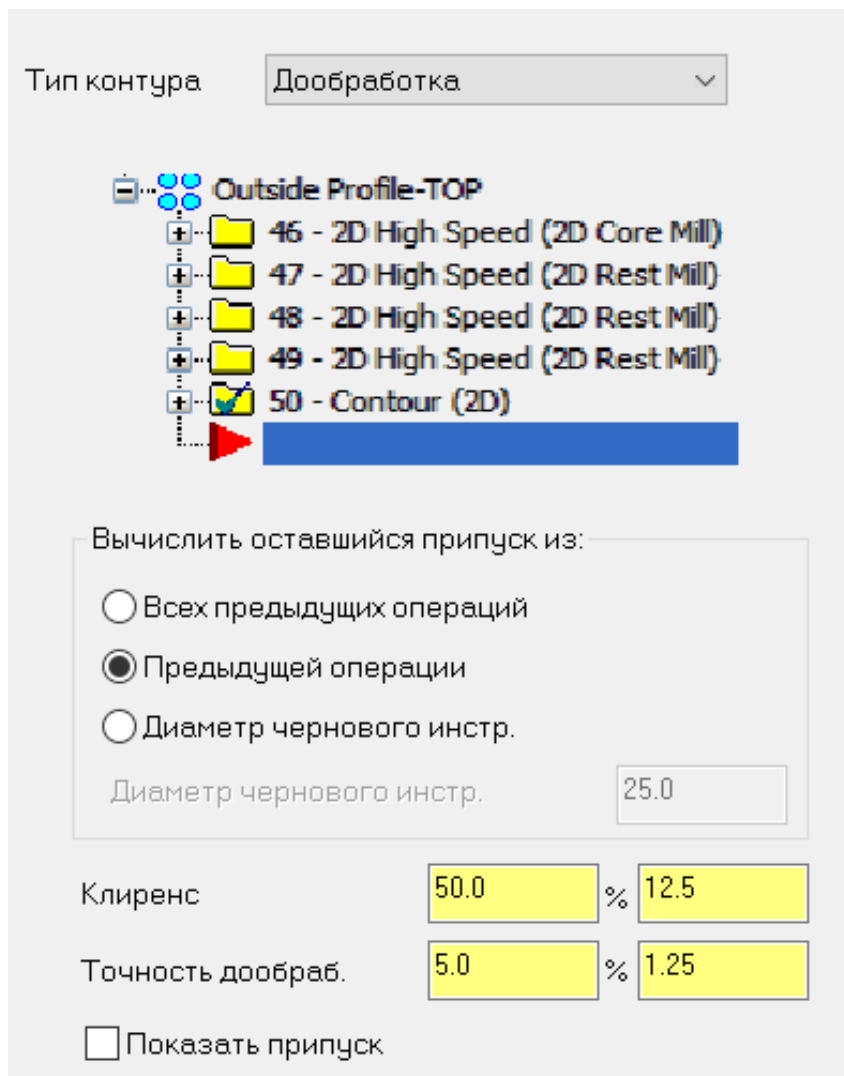 Тип контура Дообработка
Outside Profile-TOP
46 - 2D High Speed (2D Core Mill)
47 - 2D High Speed (2D Rest Mill)
48 - 2D High Speed (2D Rest Mill)
49 - 2D High Speed (2D Rest Mill)
50 - Contour (2D)
Вычислить оставшийся припуск из:
Всех предыдущих операций
Предыдущей операции
Диаметр чернового инстр.
Диаметр чернового инстр. 25.0
Клиренс 50.0 % 12.5
Точность дообраб. 5.0 % 1.25
Показать припуск